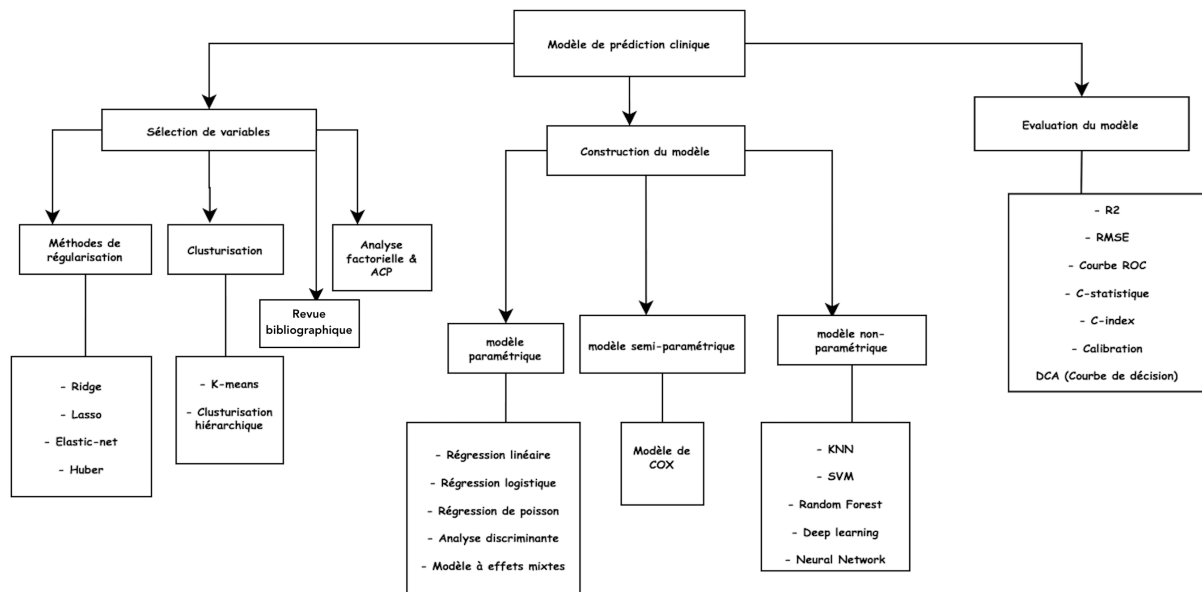 Modèle de prédiction clinique
Sélection de variables
Construction du modèle
Evaluation du modèle
Méthodes de
régularisation
Clusturisation
Revue
bibliographique
Analyse
factorielle &
ACP
- Ridge
- Lasso
- Elastic-net
- Huber
- K-means
- Clusturisation
hiérarchique
modèle
paramétrique
modèle semi-paramétrique
modèle non-
paramétrique
- Régression linéaire
- Régression logistique
- Régression de poisson
- Analyse discriminante
- Modèle à effets mixtes
Modèle de
COX
- KNN
- SVM
- Random Forest
- Deep learning
- Neural Network
- R2
- RMSE
- Courbe ROC
- C-statistique
- C-index
- Calibration
DCA (Courbe de décision)